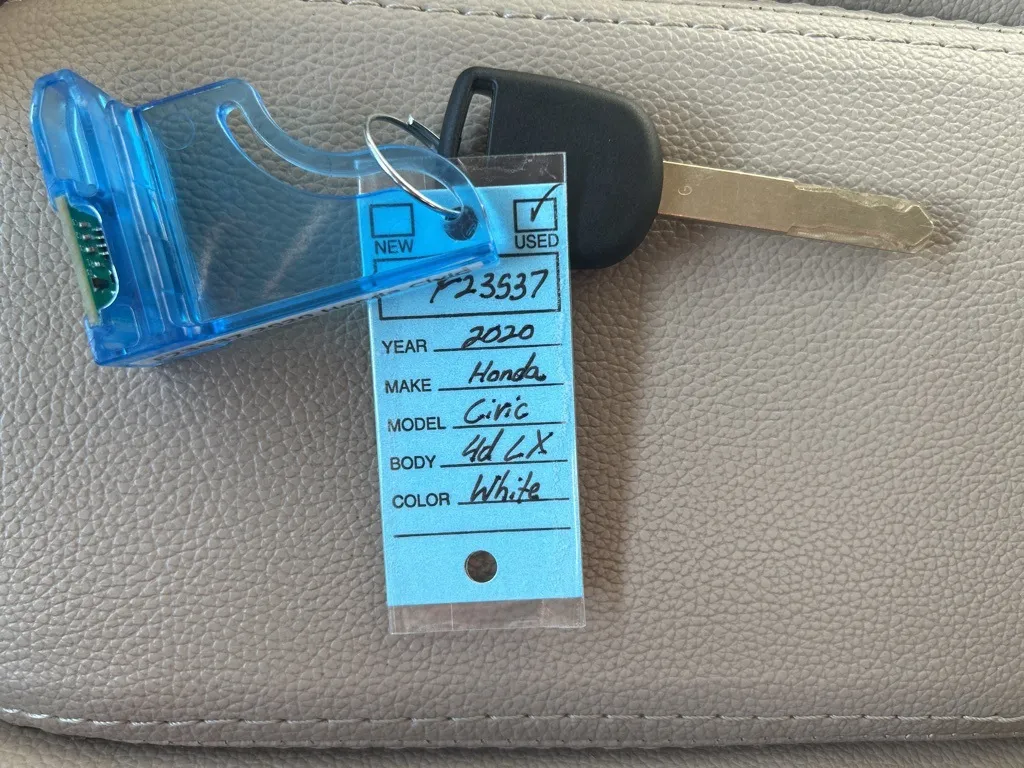 NEW USED ✓
F23537
YEAR 2020
MAKE Honda
MODEL Civic
BODY 4d LX
COLOR White